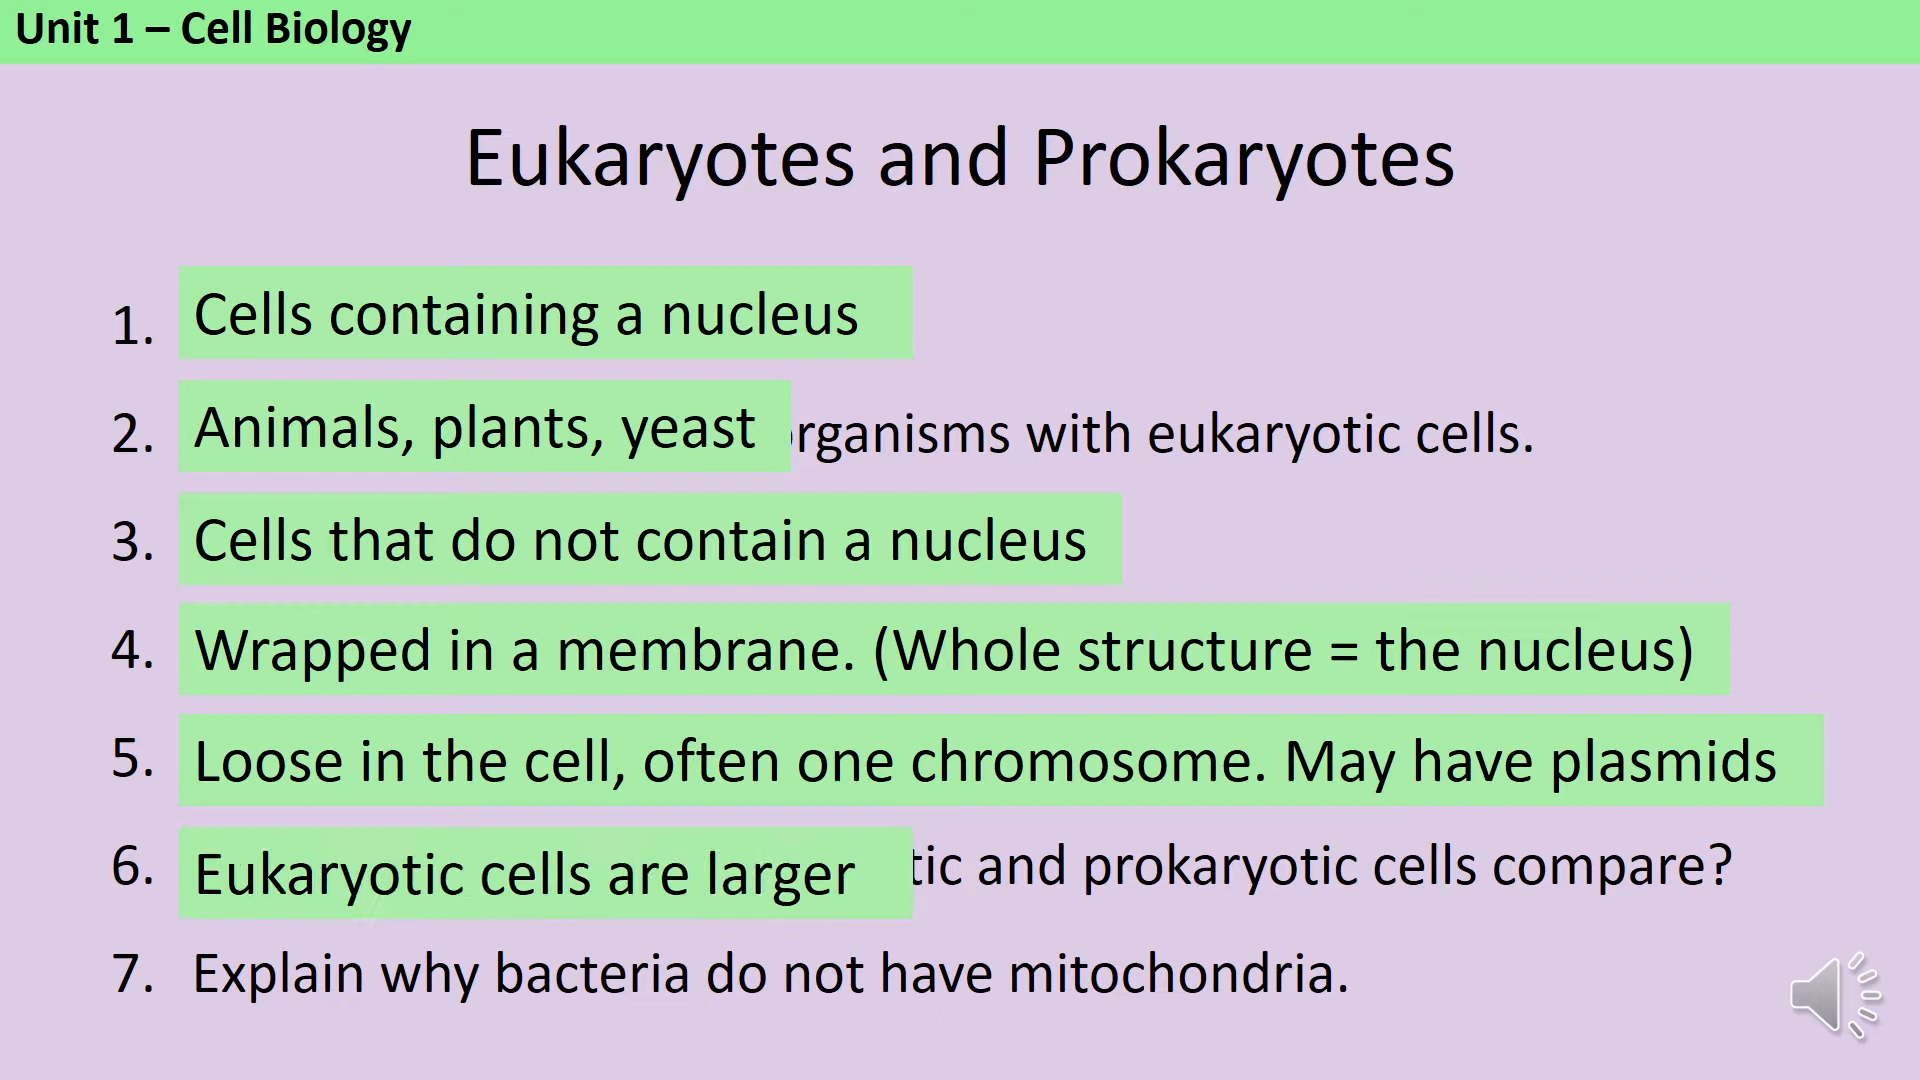 Unit 1 – Cell Biology
Eukaryotes and Prokaryotes
1. Cells containing a nucleus
2. Animals, plants, yeast organisms with eukaryotic cells.
3. Cells that do not contain a nucleus
4. Wrapped in a membrane. (Whole structure = the nucleus)
5. Loose in the cell, often one chromosome. May have plasmids
6. Eukaryotic cells are larger and prokaryotic cells compare?
7. Explain why bacteria do not have mitochondria.